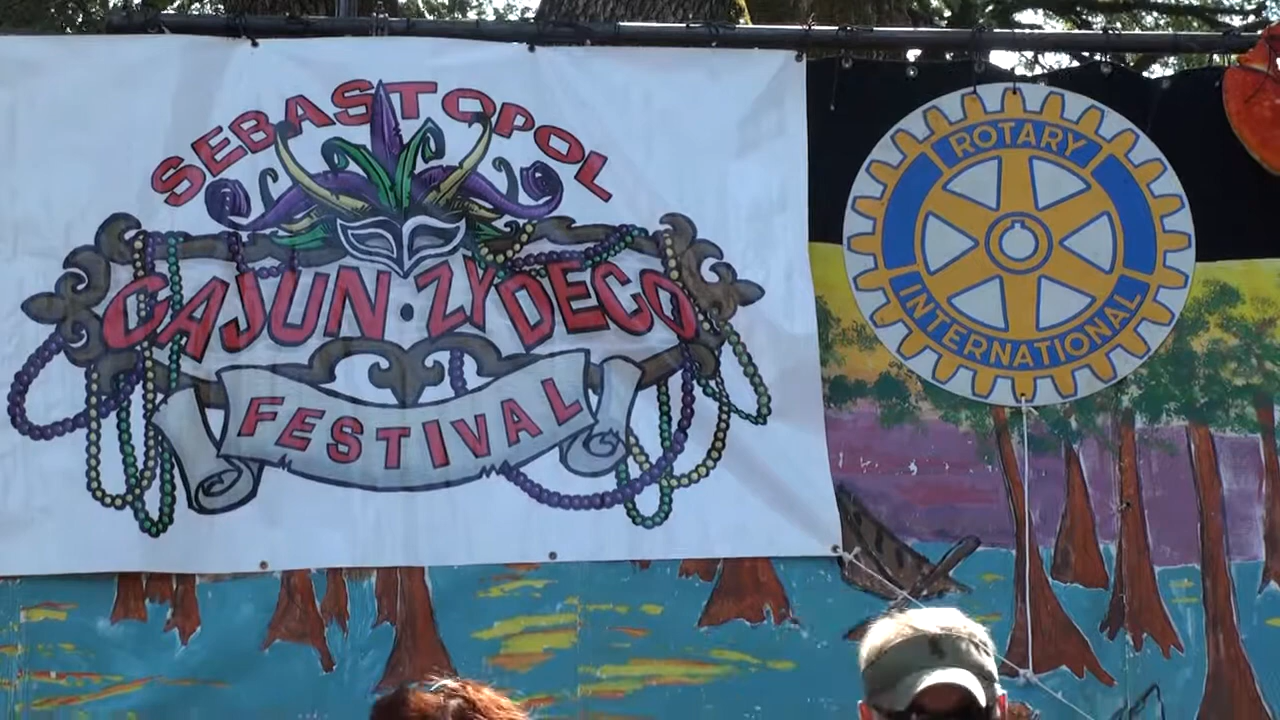 SEBASTOPOL
CAJUN · ZYDECO
FESTIVAL
ROTARY
INTERNATIONAL